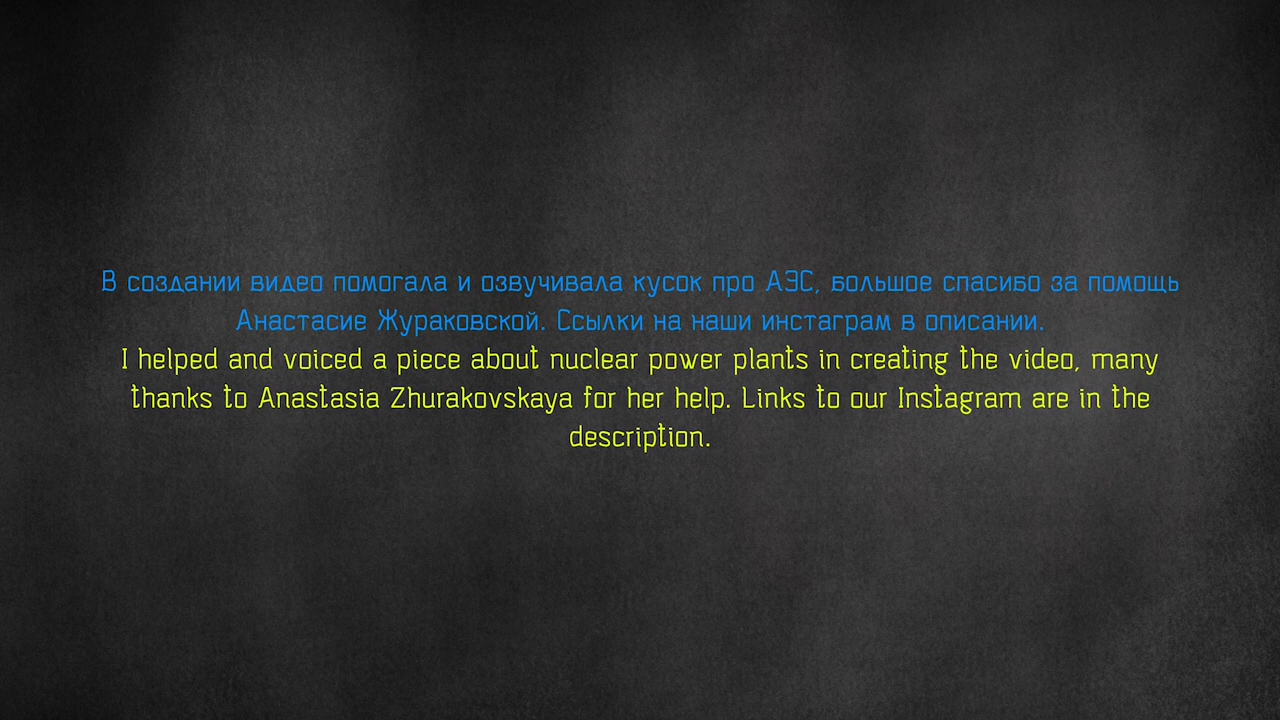 В создании видео помогала и озвучивала кусок про АЭС, большое спасибо за помощь
Анастасие Жураковской. Ссылки на наши инстаграм в описании.
I helped and voiced a piece about nuclear power plants in creating the video, many
thanks to Anastasia Zhurakovskaya for her help. Links to our Instagram are in the
description.